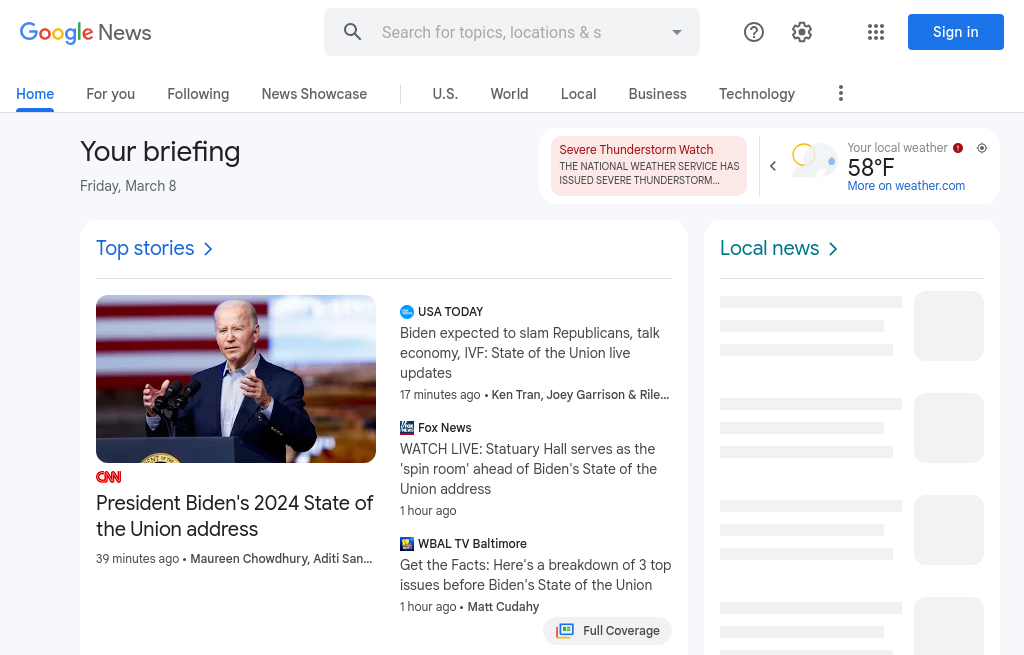 Google News
Search for topics, locations & s
Sign in
Home
For you
Following
News Showcase
U.S.
World
Local
Business
Technology
Your briefing
Friday, March 8
Severe Thunderstorm Watch
THE NATIONAL WEATHER SERVICE HAS
ISSUED SEVERE THUNDERSTORM...
Your local weather
58°F
More on weather.com
Top stories
CNN
President Biden's 2024 State of
the Union address
39 minutes ago • Maureen Chowdhury, Aditi San...
USA TODAY
Biden expected to slam Republicans, talk
economy, IVF: State of the Union live
updates
17 minutes ago • Ken Tran, Joey Garrison & Rile...
Fox News
WATCH LIVE: Statuary Hall serves as the
'spin room' ahead of Biden's State of the
Union address
1 hour ago
WBAL TV Baltimore
Get the Facts: Here's a breakdown of 3 top
issues before Biden's State of the Union
1 hour ago • Matt Cudahy
Full Coverage
Local news